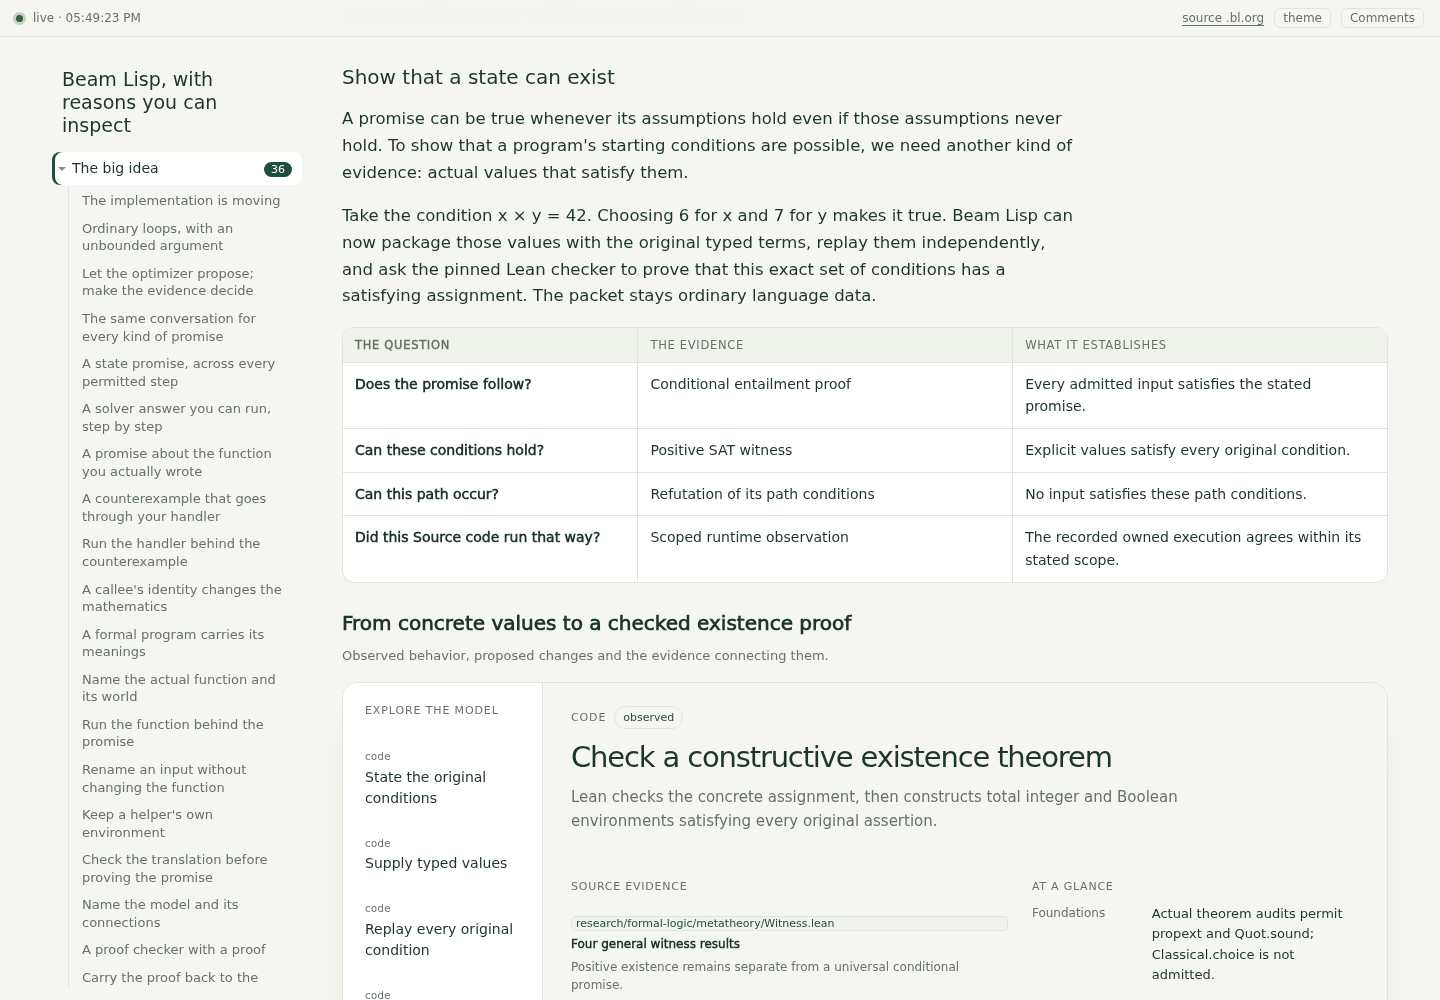 live · 05:49:23 PM
source .bl.org
theme
Comments
Beam Lisp, with
reasons you can
inspect
The big idea
36
The implementation is moving
Ordinary loops, with an
unbounded argument
Let the optimizer propose;
make the evidence decide
The same conversation for
every kind of promise
A state promise, across every
permitted step
A solver answer you can run,
step by step
A promise about the function
you actually wrote
A counterexample that goes
through your handler
Run the handler behind the
counterexample
A callee's identity changes the
mathematics
A formal program carries its
meanings
Name the actual function and
its world
Run the function behind the
promise
Rename an input without
changing the function
Keep a helper's own
environment
Check the translation before
proving the promise
Name the model and its
connections
A proof checker with a proof
Carry the proof back to the
Show that a state can exist
A promise can be true whenever its assumptions hold even if those assumptions never
hold. To show that a program's starting conditions are possible, we need another kind of
evidence: actual values that satisfy them.
Take the condition x × y = 42. Choosing 6 for x and 7 for y makes it true. Beam Lisp can
now package those values with the original typed terms, replay them independently,
and ask the pinned Lean checker to prove that this exact set of conditions has a
satisfying assignment. The packet stays ordinary language data.
THE QUESTION
THE EVIDENCE
WHAT IT ESTABLISHES
Does the promise follow?
Conditional entailment proof
Every admitted input satisfies the stated
promise.
Can these conditions hold?
Positive SAT witness
Explicit values satisfy every original condition.
Can this path occur?
Refutation of its path conditions
No input satisfies these path conditions.
Did this Source code run that way?
Scoped runtime observation
The recorded owned execution agrees within its
stated scope.
From concrete values to a checked existence proof
Observed behavior, proposed changes and the evidence connecting them.
EXPLORE THE MODEL
code
State the original
conditions
code
Supply typed values
code
Replay every original
condition
code
CODE
observed
Check a constructive existence theorem
Lean checks the concrete assignment, then constructs total integer and Boolean
environments satisfying every original assertion.
SOURCE EVIDENCE
research/formal-logic/metatheory/Witness.lean
Four general witness results
Positive existence remains separate from a universal conditional
promise.
AT A GLANCE
Foundations
Actual theorem audits permit
propext and Quot.sound;
Classical.choice is not
admitted.